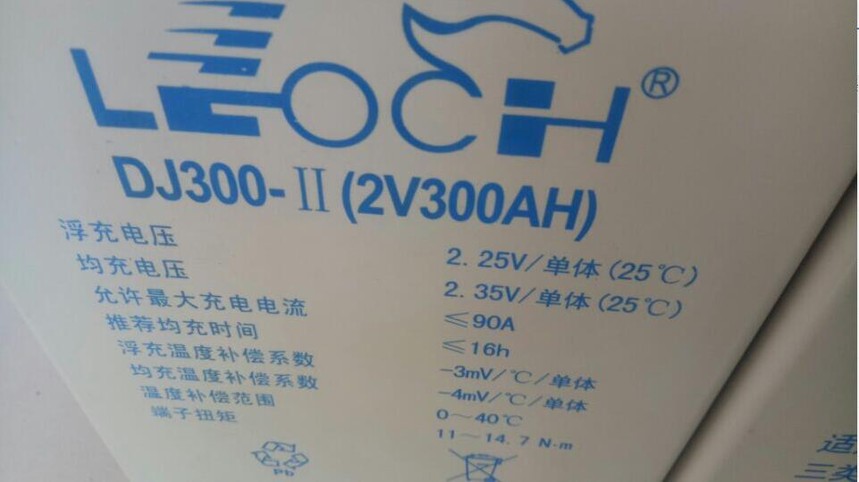 LEOCH®
DJ300-Ⅱ(2V300AH)
浮充电压 2.25V/单体(25℃)
均充电压 2.35V/单体(25℃)
允许最大充电电流 ≤90A
推荐均充时间 ≤16h
浮充温度补偿系数 -3mV/℃/单体
均充温度补偿系数 -4mV/℃/单体
温度补偿范围 0～40℃
端子扭矩 11～14.7 N·m
Pb
三类